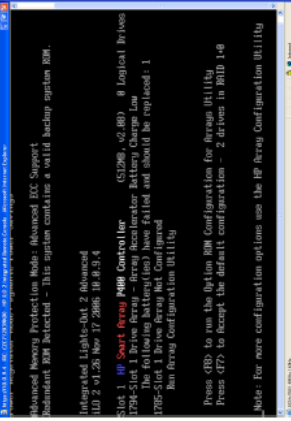 Advanced Memory Protection Mode: Advanced ECC Support
Redundant ROM Detected - This system contains a valid backup system ROM.
Integrated Lights-Out 2 Advanced
iLO 2 v1.26 Nov 17 2006 10.0.9.4
Slot 1 HP Smart Array P400 Controller (512MB, v2.08) 0 Logical Drives
1794-Slot 1 Drive Array - Array Accelerator Battery Charge Low
The following battery(ies) have failed and should be replaced: 1
1785-Slot 1 Drive Array Not Configured
Run Array Configuration Utility
Press <F8> to run the Option ROM Configuration for Arrays Utility
Press <F7> to Accept the default configuration - 2 drives in RAID 1+0
Note: For more configuration options use the HP Array Configuration Utility